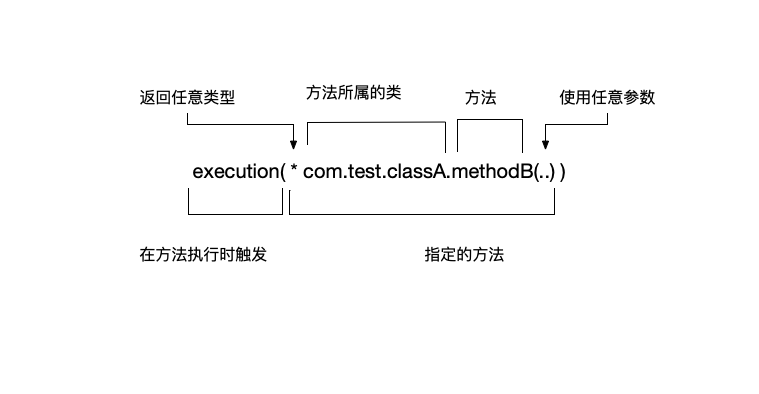 返回任意类型
方法所属的类
方法
使用任意参数
execution( * com.test.classA.methodB(..) )
在方法执行时触发
指定的方法